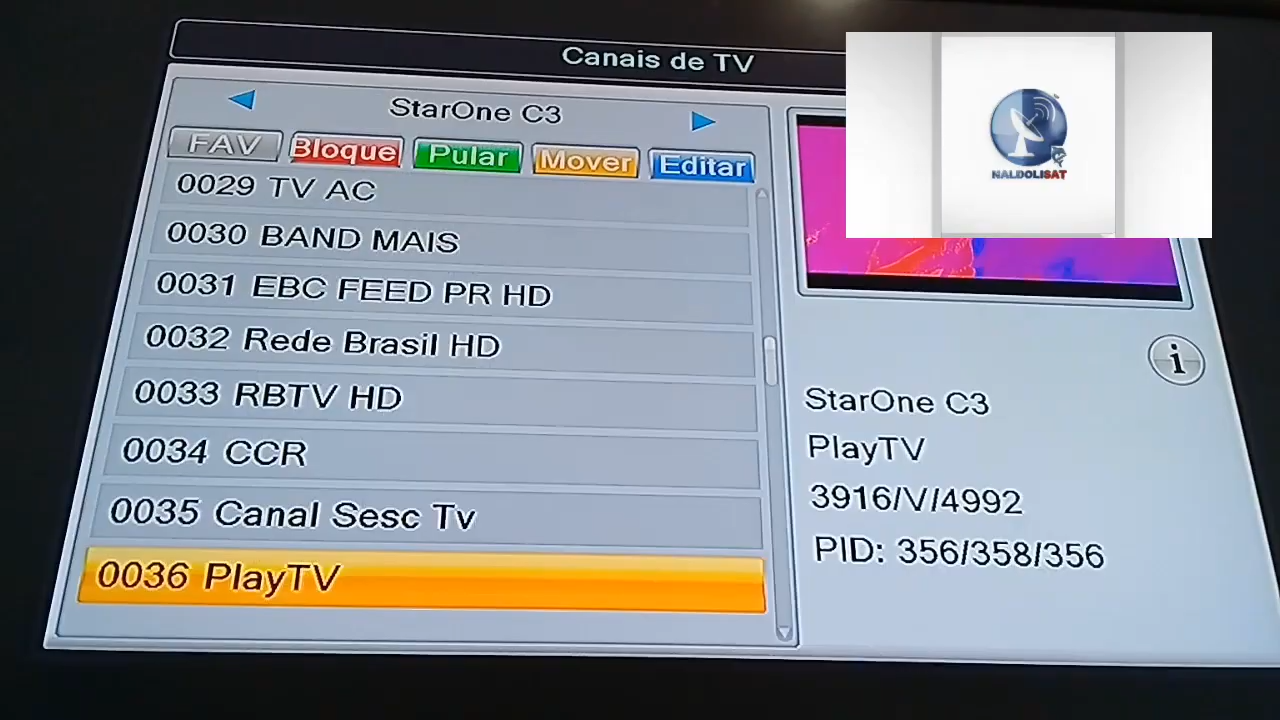 Canais de TV
StarOne C3
FAV Bloque Pular Mover Editar
0029 TV AC
0030 BAND MAIS
0031 EBC FEED PR HD
0032 Rede Brasil HD
0033 RBTV HD
0034 CCR
0035 Canal Sesc Tv
0036 PlayTV
NALDOLISAT
i
StarOne C3
PlayTV
3916/V/4992
PID: 356/358/356